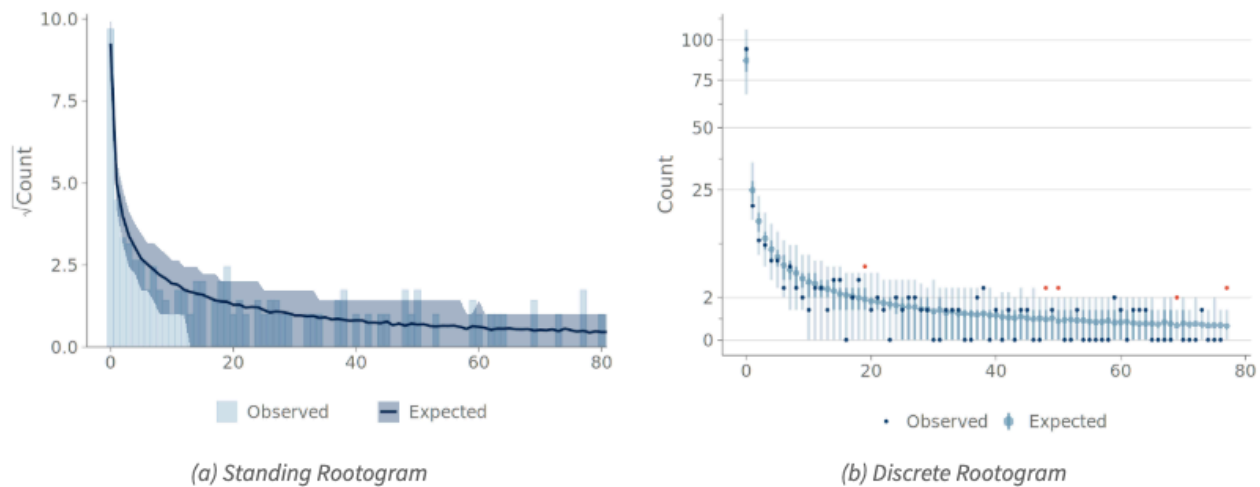 10.0
7.5
5.0
2.5
0.0
√Count
0 20 40 60 80
Observed Expected
(a) Standing Rootogram
100
75
50
25
2
0
Count
0 20 40 60 80
Observed Expected
(b) Discrete Rootogram